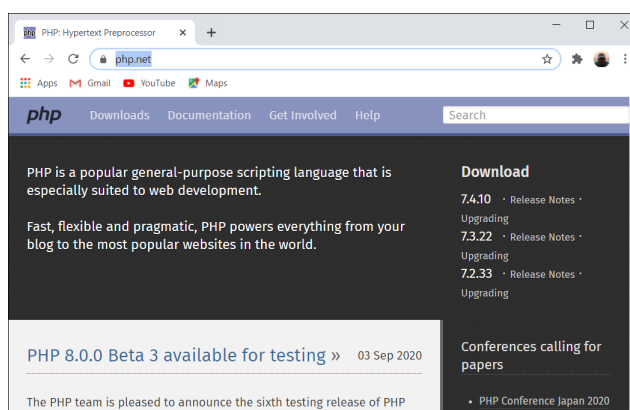 PHP: Hypertext Preprocessor
php.net
Apps Gmail YouTube Maps
php Downloads Documentation Get Involved Help Search
PHP is a popular general-purpose scripting language that is
especially suited to web development.
Fast, flexible and pragmatic, PHP powers everything from your
blog to the most popular websites in the world.
Download
7.4.10 · Release Notes ·
Upgrading
7.3.22 · Release Notes ·
Upgrading
7.2.33 · Release Notes ·
Upgrading
PHP 8.0.0 Beta 3 available for testing » 03 Sep 2020
The PHP team is pleased to announce the sixth testing release of PHP
Conferences calling for
papers
• PHP Conference Japan 2020